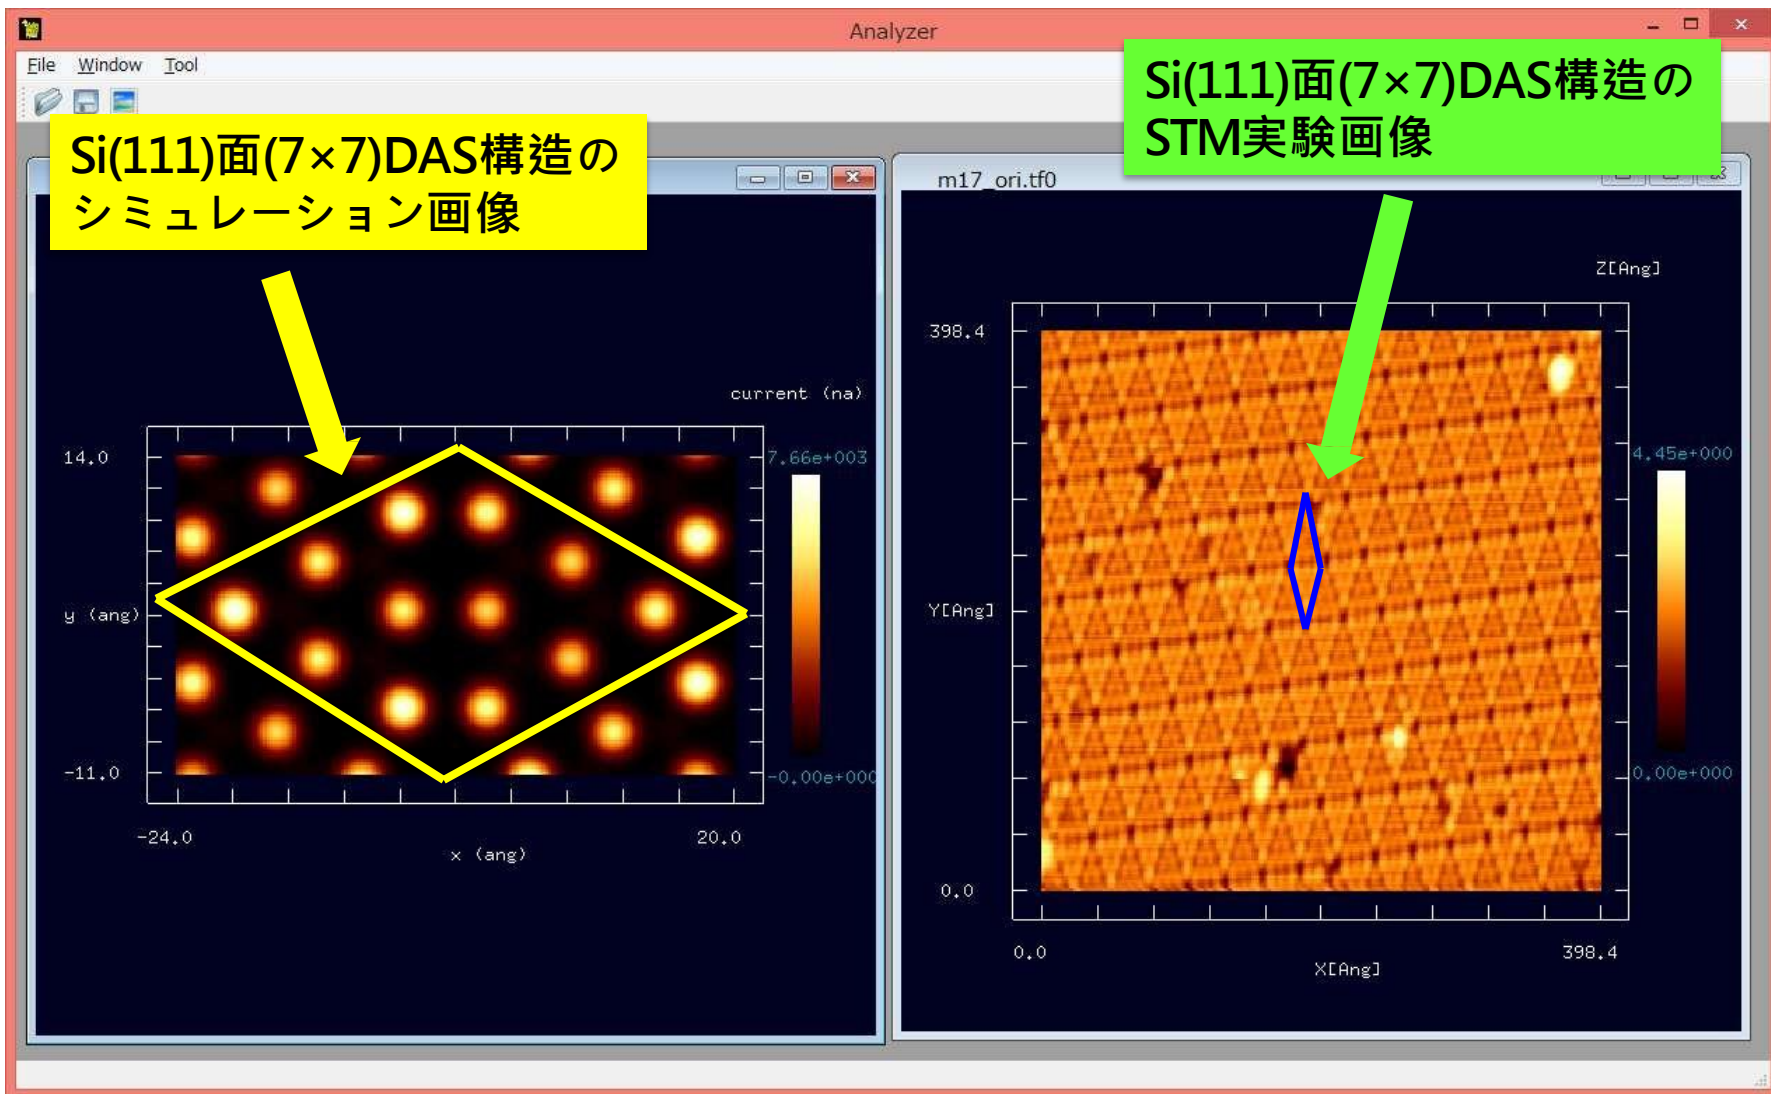 Analyzer
File Window Tool
Si(111)面(7×7)DAS構造の
シミュレーション画像
Si(111)面(7×7)DAS構造の
STM実験画像
current (na)
14.0
7.66e+003
y (ang)
-11.0
-0.00e+000
-24.0
20.0
x (ang)
m17_ori.tf0
Z[Ang]
398.4
4.45e+000
Y[Ang]
0.00e+000
0.0
0.0
398.4
X[Ang]